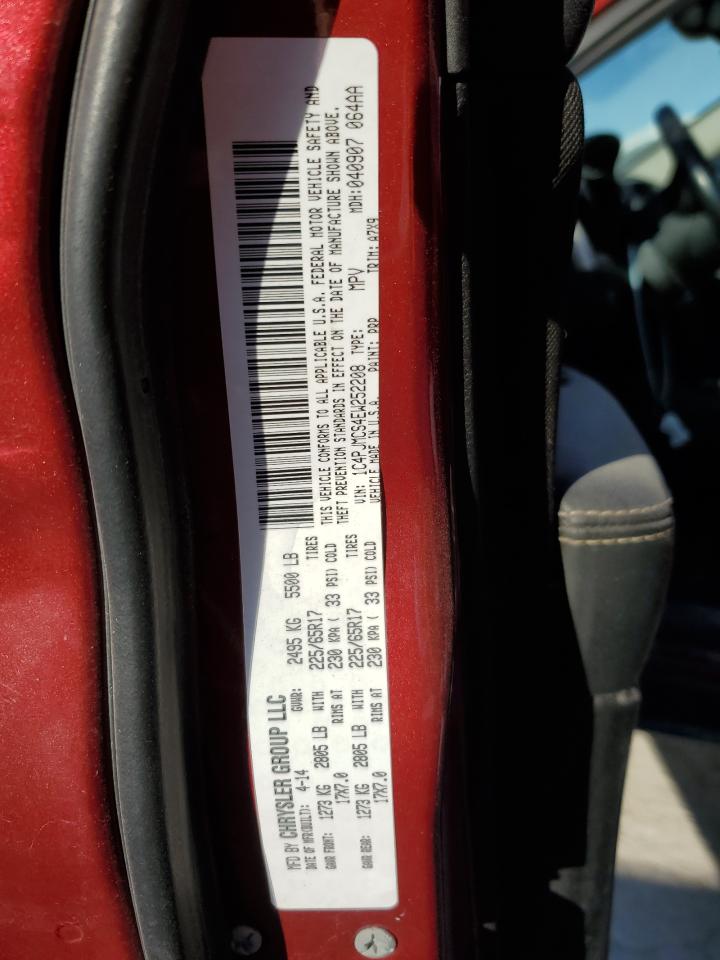 MFD BY CHRYSLER GROUP LLC
DATE OF MFR(BUILT): 4-14 GVWR: 2495 KG 5500 LB
GAWR FRONT: 1273 KG 2805 LB WITH 225/65R17 TIRES
17X7.0 RIMS AT 230 KPA ( 33 PSI) COLD
GAWR REAR: 1273 KG 2805 LB WITH 225/65R17 TIRES
17X7.0 RIMS AT 230 KPA ( 33 PSI) COLD
THIS VEHICLE CONFORMS TO ALL APPLICABLE U.S.A. FEDERAL MOTOR VEHICLE SAFETY AND
THEFT PREVENTION STANDARDS IN EFFECT ON THE DATE OF MANUFACTURE SHOWN ABOVE.
VIN: 1C4PJMCS4EW252208 TYPE: MPV MDH:040907 064AA
VEHICLE MADE IN U.S.A. PAINT: PRP TRIM: A7X9